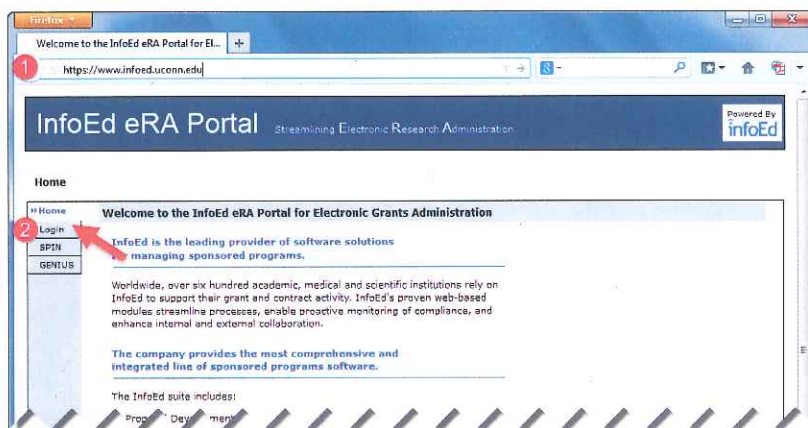 Firefox
Welcome to the InfoEd eRA Portal for El... +
1 https://www.infoed.uconn.edu
InfoEd eRA Portal Streamlining Electronic Research Administration
Powered By
infoEd
Home
» Home
Welcome to the InfoEd eRA Portal for Electronic Grants Administration
2 Login
SPIN
GENIUS
InfoEd is the leading provider of software solutions
managing sponsored programs.
Worldwide, over six hundred academic, medical and scientific institutions rely on
InfoEd to support their grant and contract activity. InfoEd's proven web-based
modules streamline processes, enable proactive monitoring of compliance, and
enhance internal and external collaboration.
The company provides the most comprehensive and
integrated line of sponsored programs software.
The InfoEd suite includes: